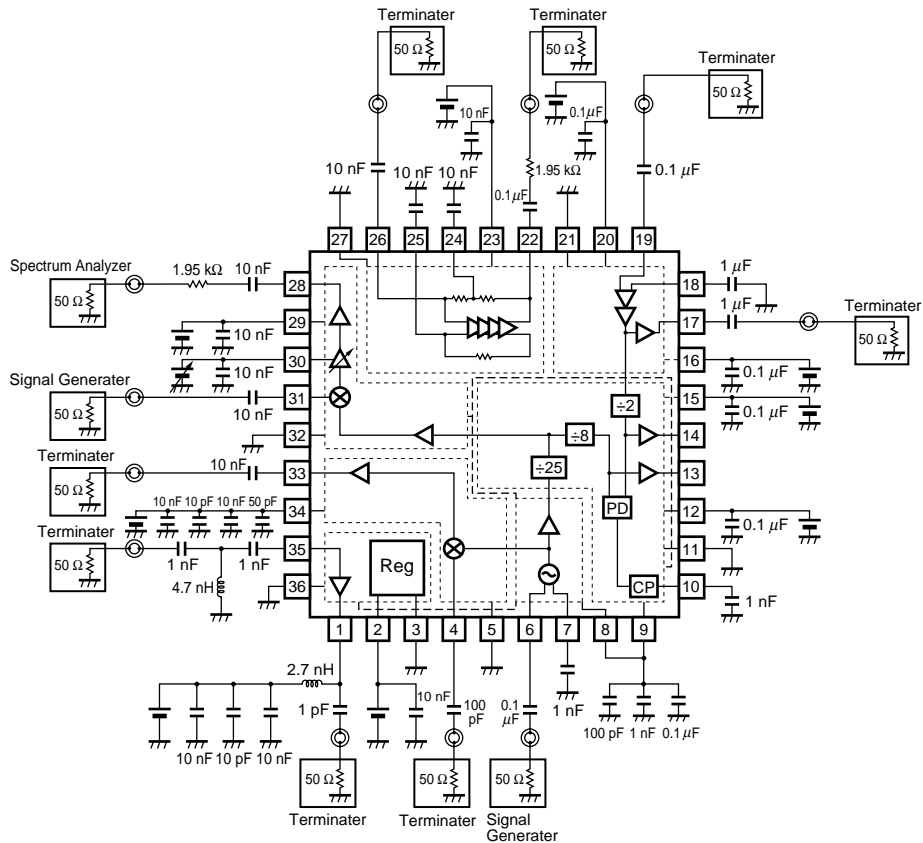 Terminater
50 Ω
Terminater
50 Ω
Terminater
50 Ω
10 nF
0.1 μF
10 nF
10 nF
10 nF
10 nF
1.95 kΩ
0.1 μF
0.1 μF
27
26
25
24
23
22
21
20
19
Spectrum Analyzer
50 Ω
1.95 kΩ
10 nF
28
18
1 μF
29
10 nF
17
1 μF
Terminater
50 Ω
30
10 nF
16
0.1 μF
Signal Generater
50 Ω
10 nF
31
15
0.1 μF
÷2
32
÷8
14
Terminater
50 Ω
10 nF
33
÷25
13
10 nF
10 pF
10 nF
50 pF
34
PD
12
0.1 μF
Terminater
50 Ω
1 nF
1 nF
35
11
4.7 nH
36
Reg
CP
10
1 nF
1
2
3
4
5
6
7
8
9
2.7 nH
1 pF
10 nF
100
pF
0.1
μF
1 nF
10 nF
10 pF
10 nF
100 pF
1 nF
0.1 μF
50 Ω
50 Ω
50 Ω
Terminater
Terminater
Signal
Generater